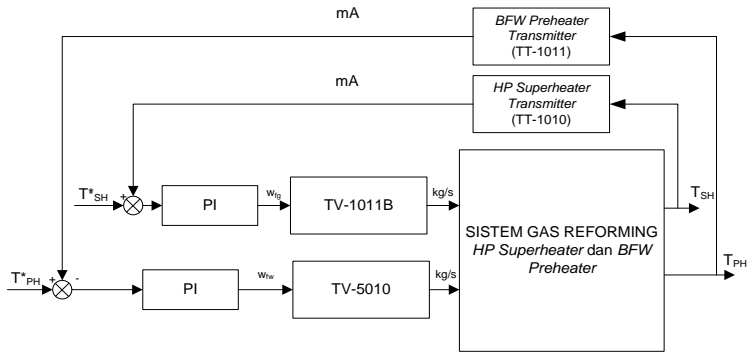 mA
BFW Preheater
Transmitter
(TT-1011)
mA
HP Superheater
Transmitter
(TT-1010)
T*SH
+
PI
wfg
TV-1011B
kg/s
SISTEM GAS REFORMING
HP Superheater dan BFW
Preheater
TSH
T*PH
+
-
PI
wfw
TV-5010
kg/s
TPH